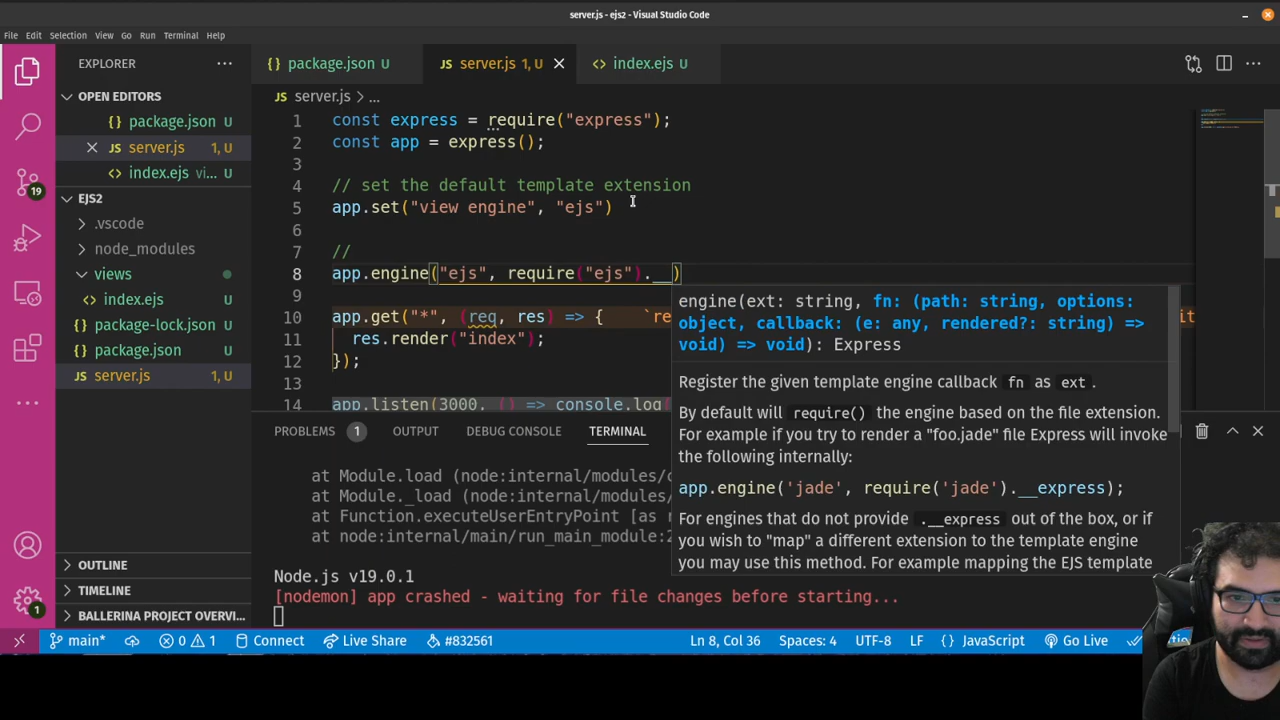 server.js - ejs2 - Visual Studio Code
File Edit Selection View Go Run Terminal Help
EXPLORER
OPEN EDITORS
package.json U
server.js 1, U
index.ejs vi... U
EJS2
.vscode
node_modules
views
index.ejs U
package-lock.json U
package.json U
server.js 1, U
OUTLINE
TIMELINE
BALLERINA PROJECT OVERVI...
19
1
package.json U
server.js 1, U
index.ejs U
server.js > ...
1 const express = require("express");
2 const app = express();
3
4 // set the default template extension
5 app.set("view engine", "ejs")
6
7 //
8 app.engine("ejs", require("ejs").__)
9
10 app.get("*", (req, res) => { `re
11 res.render("index");
12 });
13
14 app.listen(3000, () => console.log(
engine(ext: string, fn: (path: string, options:
object, callback: (e: any, rendered?: string) =>
void) => void): Express
Register the given template engine callback fn as ext .
By default will require() the engine based on the file extension.
For example if you try to render a "foo.jade" file Express will invoke
the following internally:
app.engine('jade', require('jade').__express);
For engines that do not provide .__express out of the box, or if
you wish to "map" a different extension to the template engine
you may use this method. For example mapping the EJS template
PROBLEMS 1 OUTPUT DEBUG CONSOLE TERMINAL
at Module.load (node:internal/modules/c
at Module._load (node:internal/modules/
at Function.executeUserEntryPoint [as r
at node:internal/main/run_main_module:2
Node.js v19.0.1
[nodemon] app crashed - waiting for file changes before starting...
main* 0 1 Connect Live Share #832561 Ln 8, Col 36 Spaces: 4 UTF-8 LF JavaScript Go Live